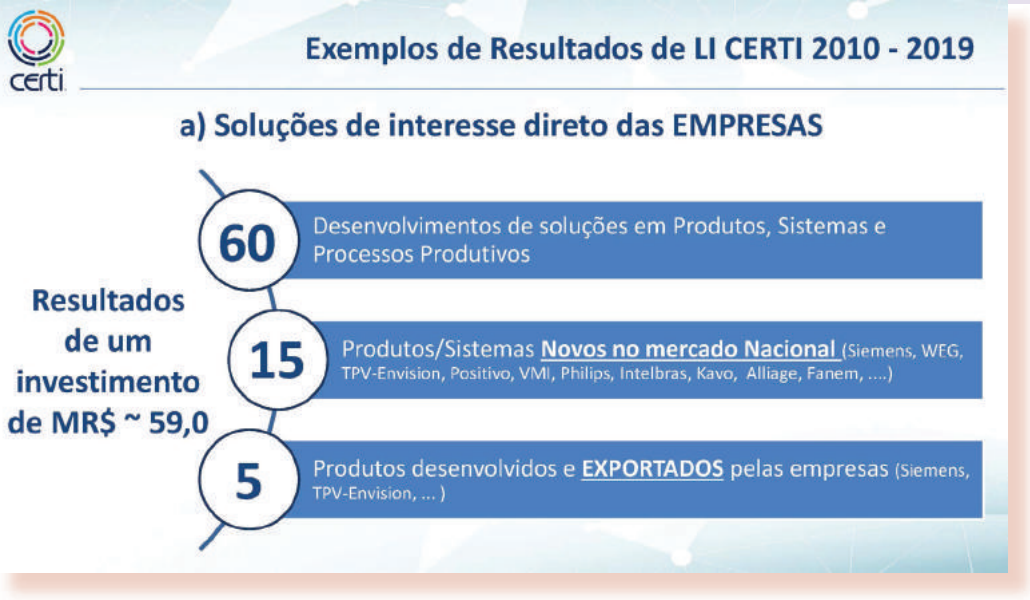 certi
Exemplos de Resultados de LI CERTI 2010 - 2019
a) Soluções de interesse direto das EMPRESAS
Resultados
de um
investimento
de MR$ ~ 59,0
60
Desenvolvimentos de soluções em Produtos, Sistemas e
Processos Produtivos
15
Produtos/Sistemas Novos no mercado Nacional (Siemens, WEG,
TPV-Envision, Positivo, VMI, Philips, Intelbras, Kavo, Alliage, Fanem, ....)
5
Produtos desenvolvidos e EXPORTADOS pelas empresas (Siemens,
TPV-Envision, ... )